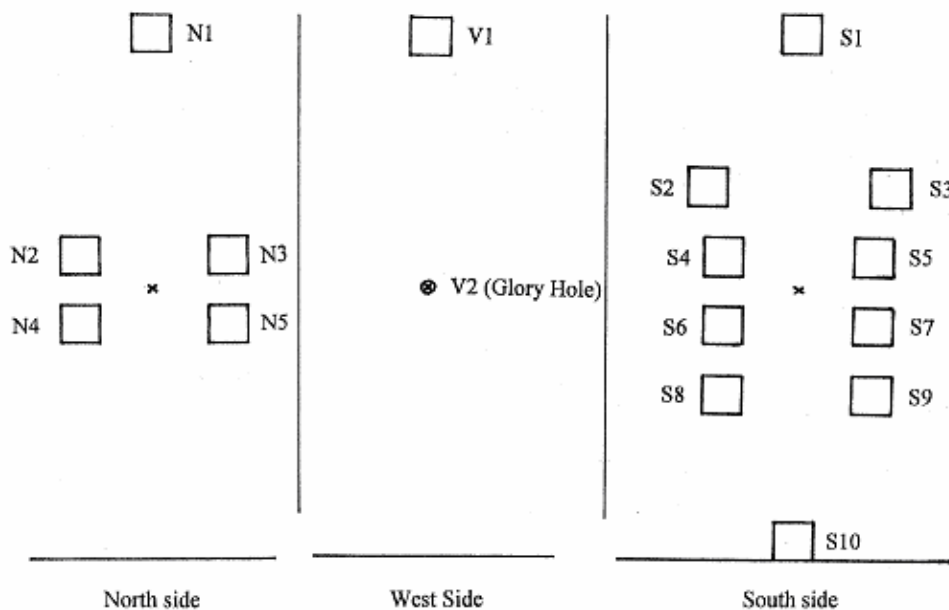 N1
V1
S1
S2
S3
N2
N3
S4
S5
V2 (Glory Hole)
N4
N5
S6
S7
S8
S9
S10
North side
West Side
South side